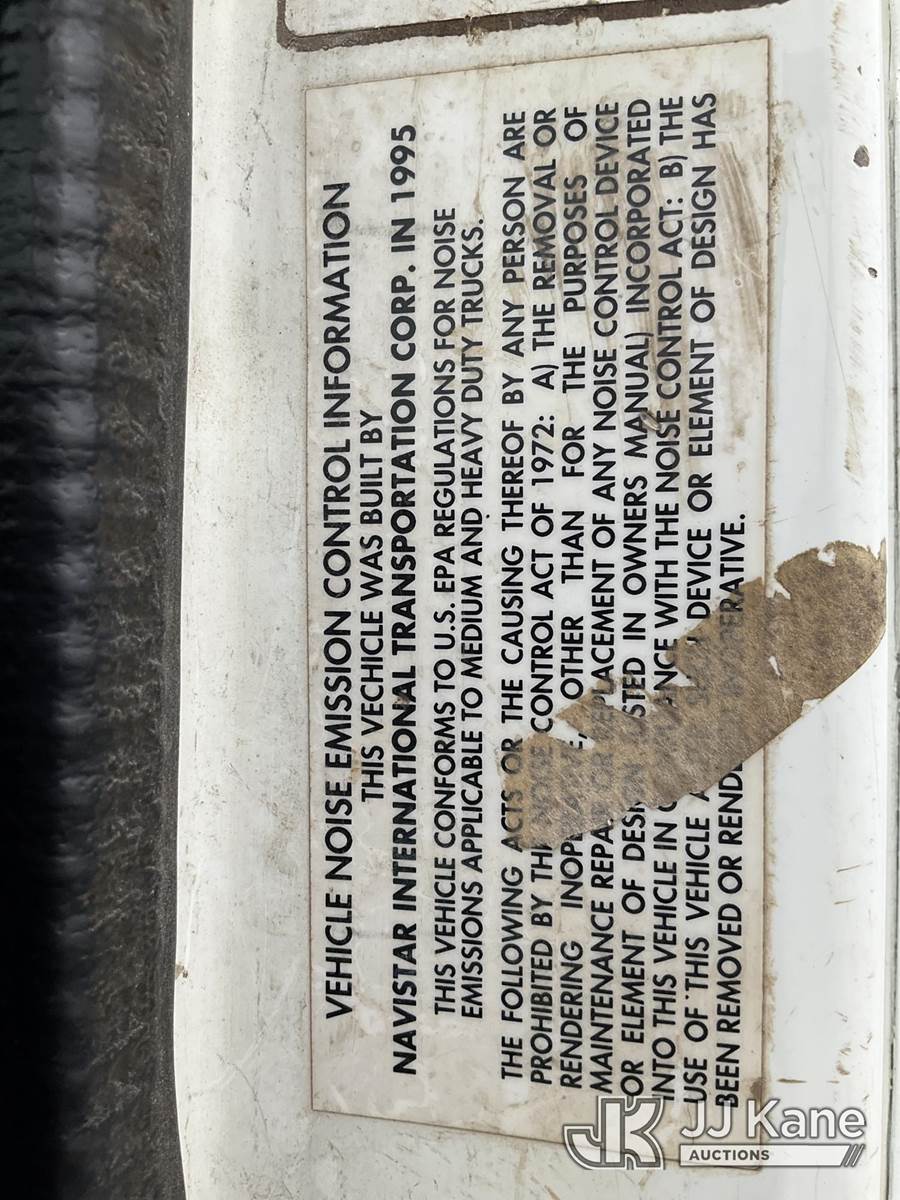 VEHICLE NOISE EMISSION CONTROL INFORMATION
THIS VECHICLE WAS BUILT BY
NAVISTAR INTERNATIONAL TRANSPORTATION CORP. IN 1995
THIS VEHICLE CONFORMS TO U.S. EPA REGULATIONS FOR NOISE
EMISSIONS APPLICABLE TO MEDIUM AND HEAVY DUTY TRUCKS.
THE FOLLOWING ACTS OR THE CAUSING THEREOF BY ANY PERSON ARE
PROHIBITED BY THE NOISE CONTROL ACT OF 1972: A) THE REMOVAL OR
RENDERING OTHER THAN FOR THE PURPOSES OF
MAINTENANCE REPAIR OR REPLACEMENT OF ANY NOISE CONTROL DEVICE
OR ELEMENT OF DESIGN IN OWNERS MANUAL) INCORPORATED
INTO THIS VEHICLE IN WITH THE NOISE CONTROL ACT: B) THE
USE OF THIS VEHICLE DEVICE OR ELEMENT OF DESIGN HAS
BEEN REMOVED OR
JJ Kane
AUCTIONS